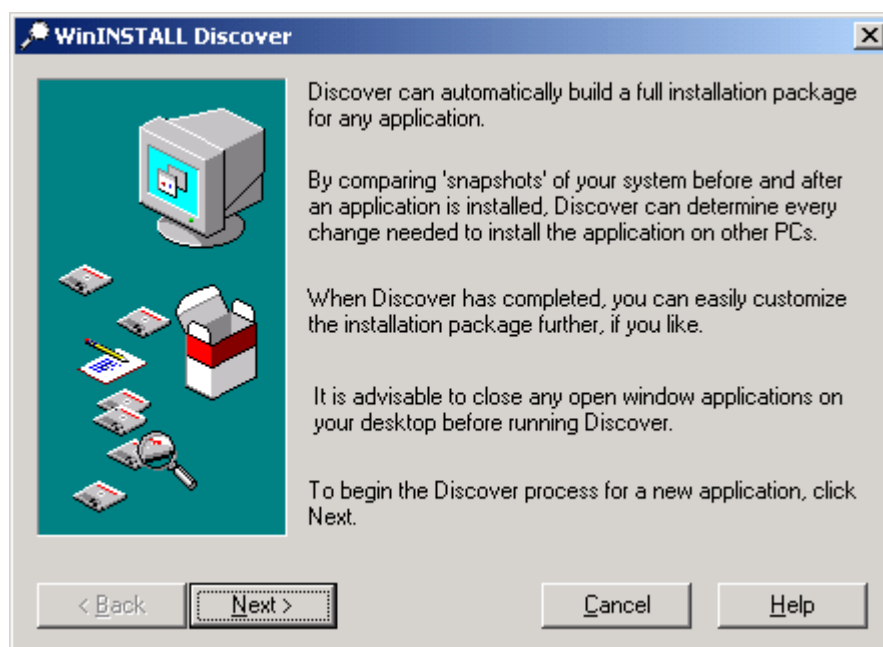 WinINSTALL Discover
Discover can automatically build a full installation package
for any application.
By comparing 'snapshots' of your system before and after
an application is installed, Discover can determine every
change needed to install the application on other PCs.
When Discover has completed, you can easily customize
the installation package further, if you like.
It is advisable to close any open window applications on
your desktop before running Discover.
To begin the Discover process for a new application, click
Next.
< Back
Next >
Cancel
Help